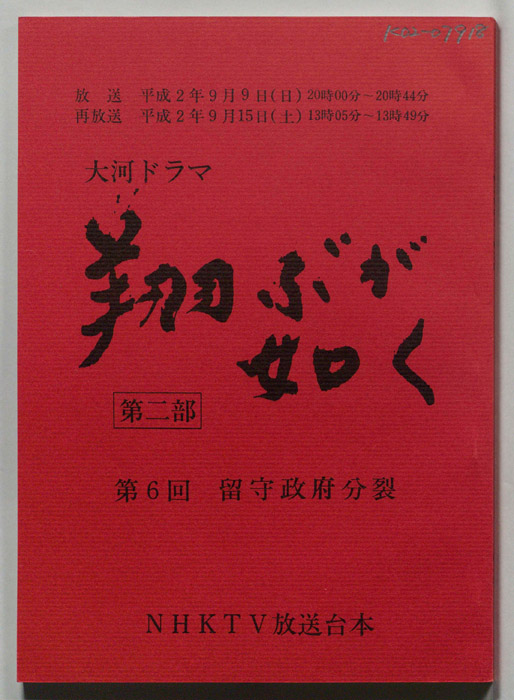 放 送 平成2年9月9日(日) 20時00分~20時44分
再放送 平成2年9月15日(土) 13時05分~13時49分
大河ドラマ
翔ぶが
如く
第二部
第6回 留守政府分裂
NHKTV放送台本